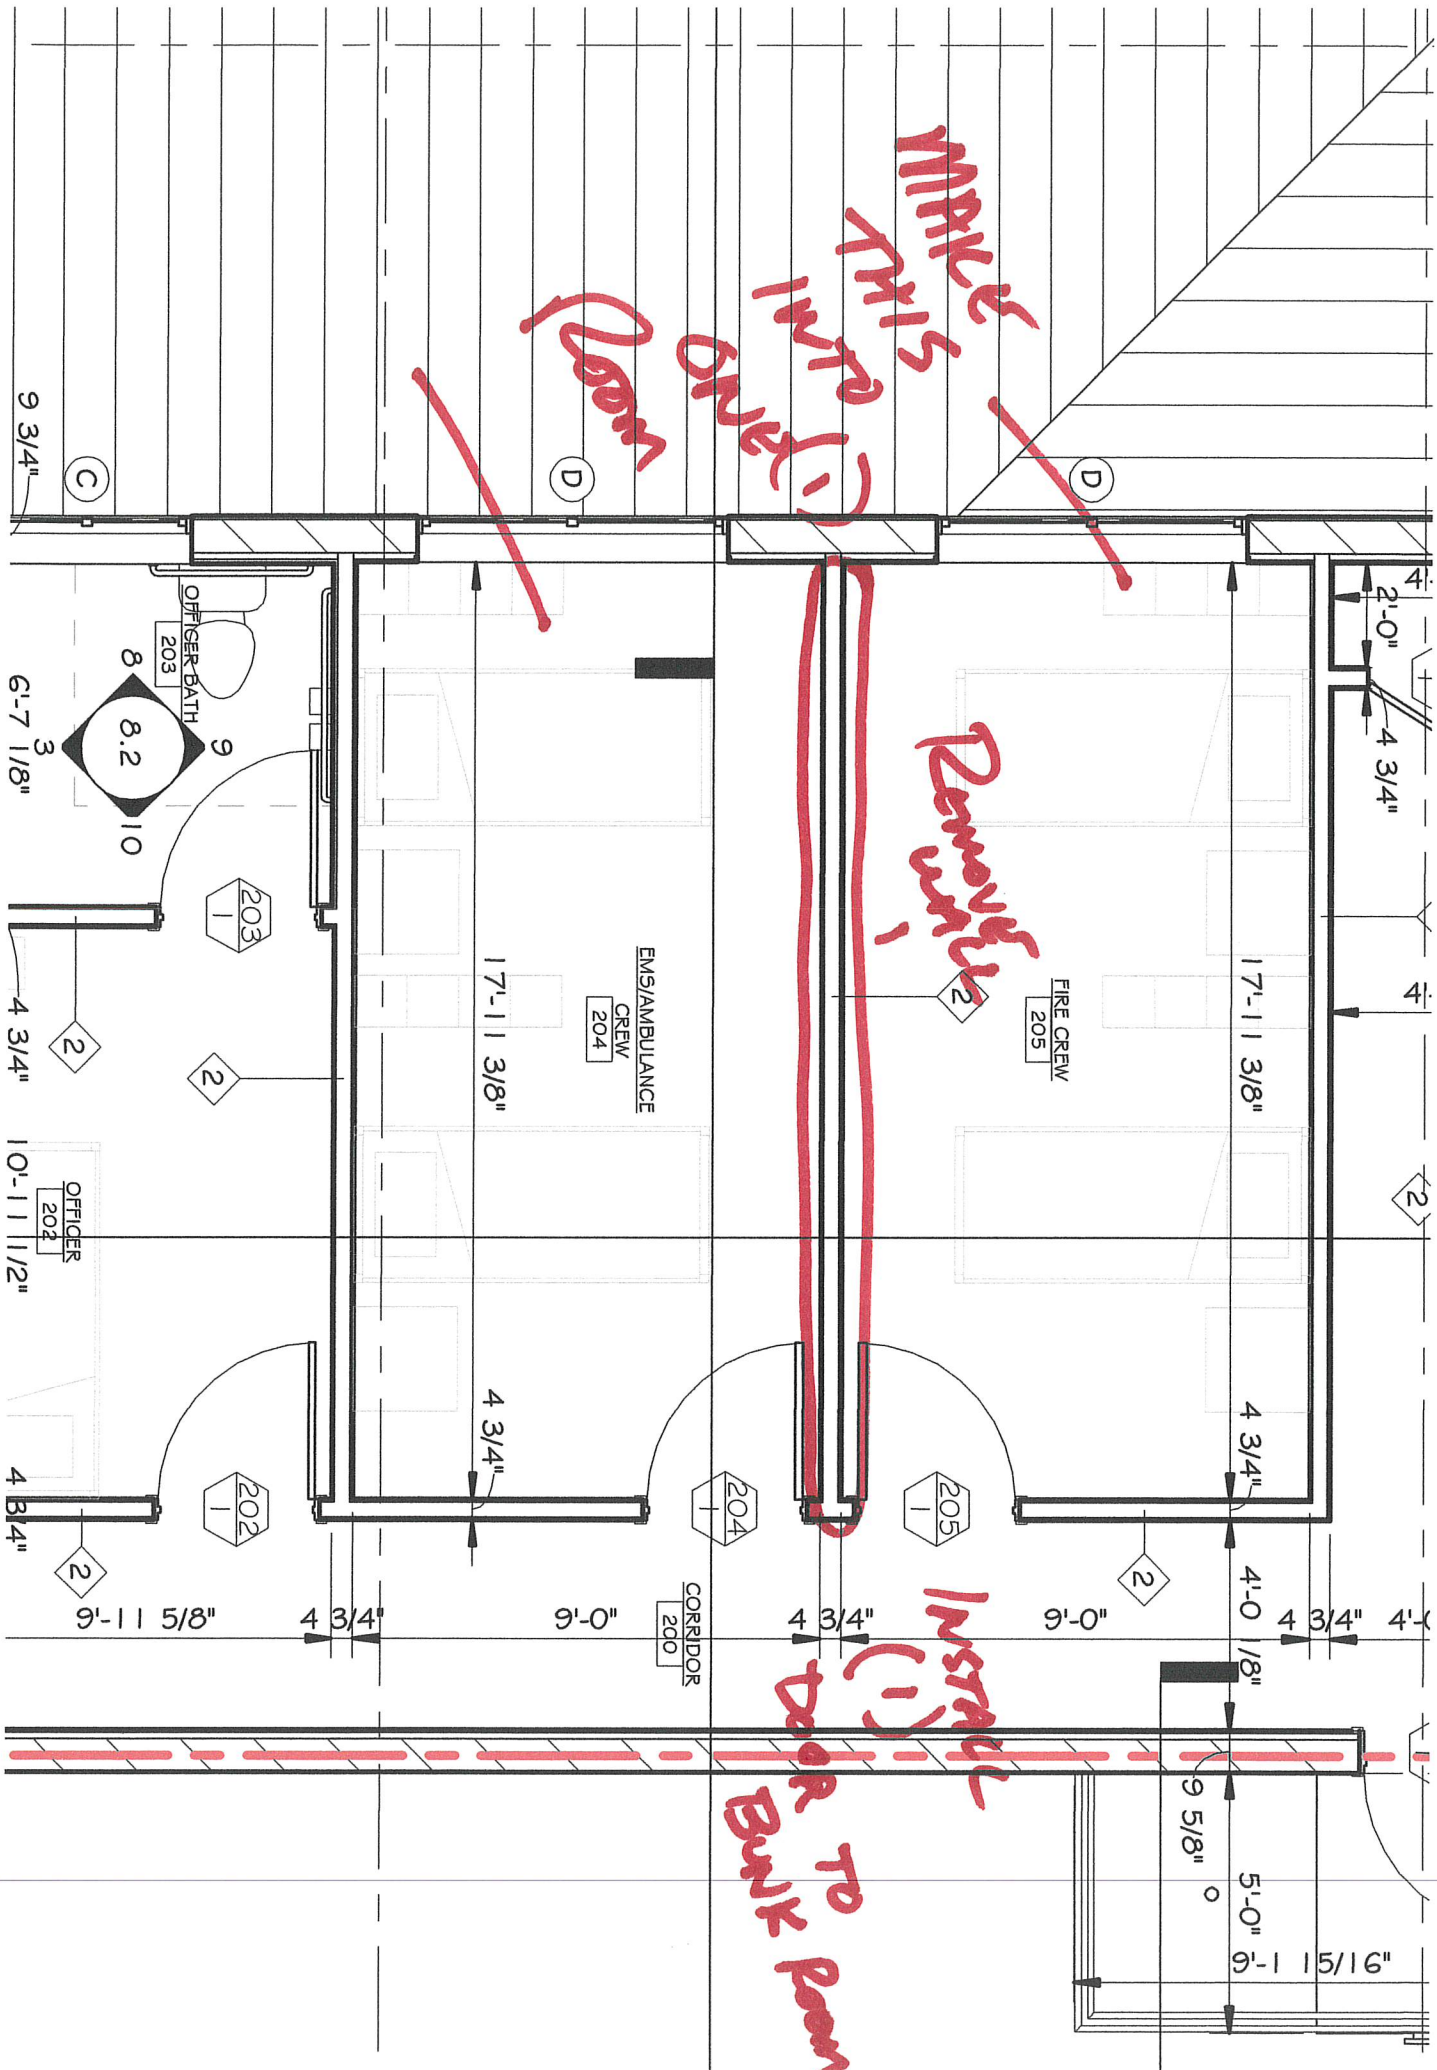 MAKE
THIS
INTO
ONE (1)
Room
D
D
C
9 3/4"
4'
2'-0"
4 3/4"
Remove
WALL
2
FIRE CREW
205
17'-11 3/8"
4'
2
EMS/AMBULANCE
CREW
204
17'-11 3/8"
OFFICER BATH
203
8
9
8.2
3
10
6'-7 1/8"
203
1
2
2
4 3/4"
10'-11 1/2"
OFFICER
202
4 3/4"
4 3/4"
4 3/4"
202
1
204
1
205
1
2
2
CORRIDOR
200
9'-11 5/8"
4 3/4"
9'-0"
4 3/4"
9'-0"
4 3/4"
4'-0 1/8"
INSTALL
(1)
DOOR TO
BUNK Room
9 5/8"
5'-0"
9'-1 15/16"